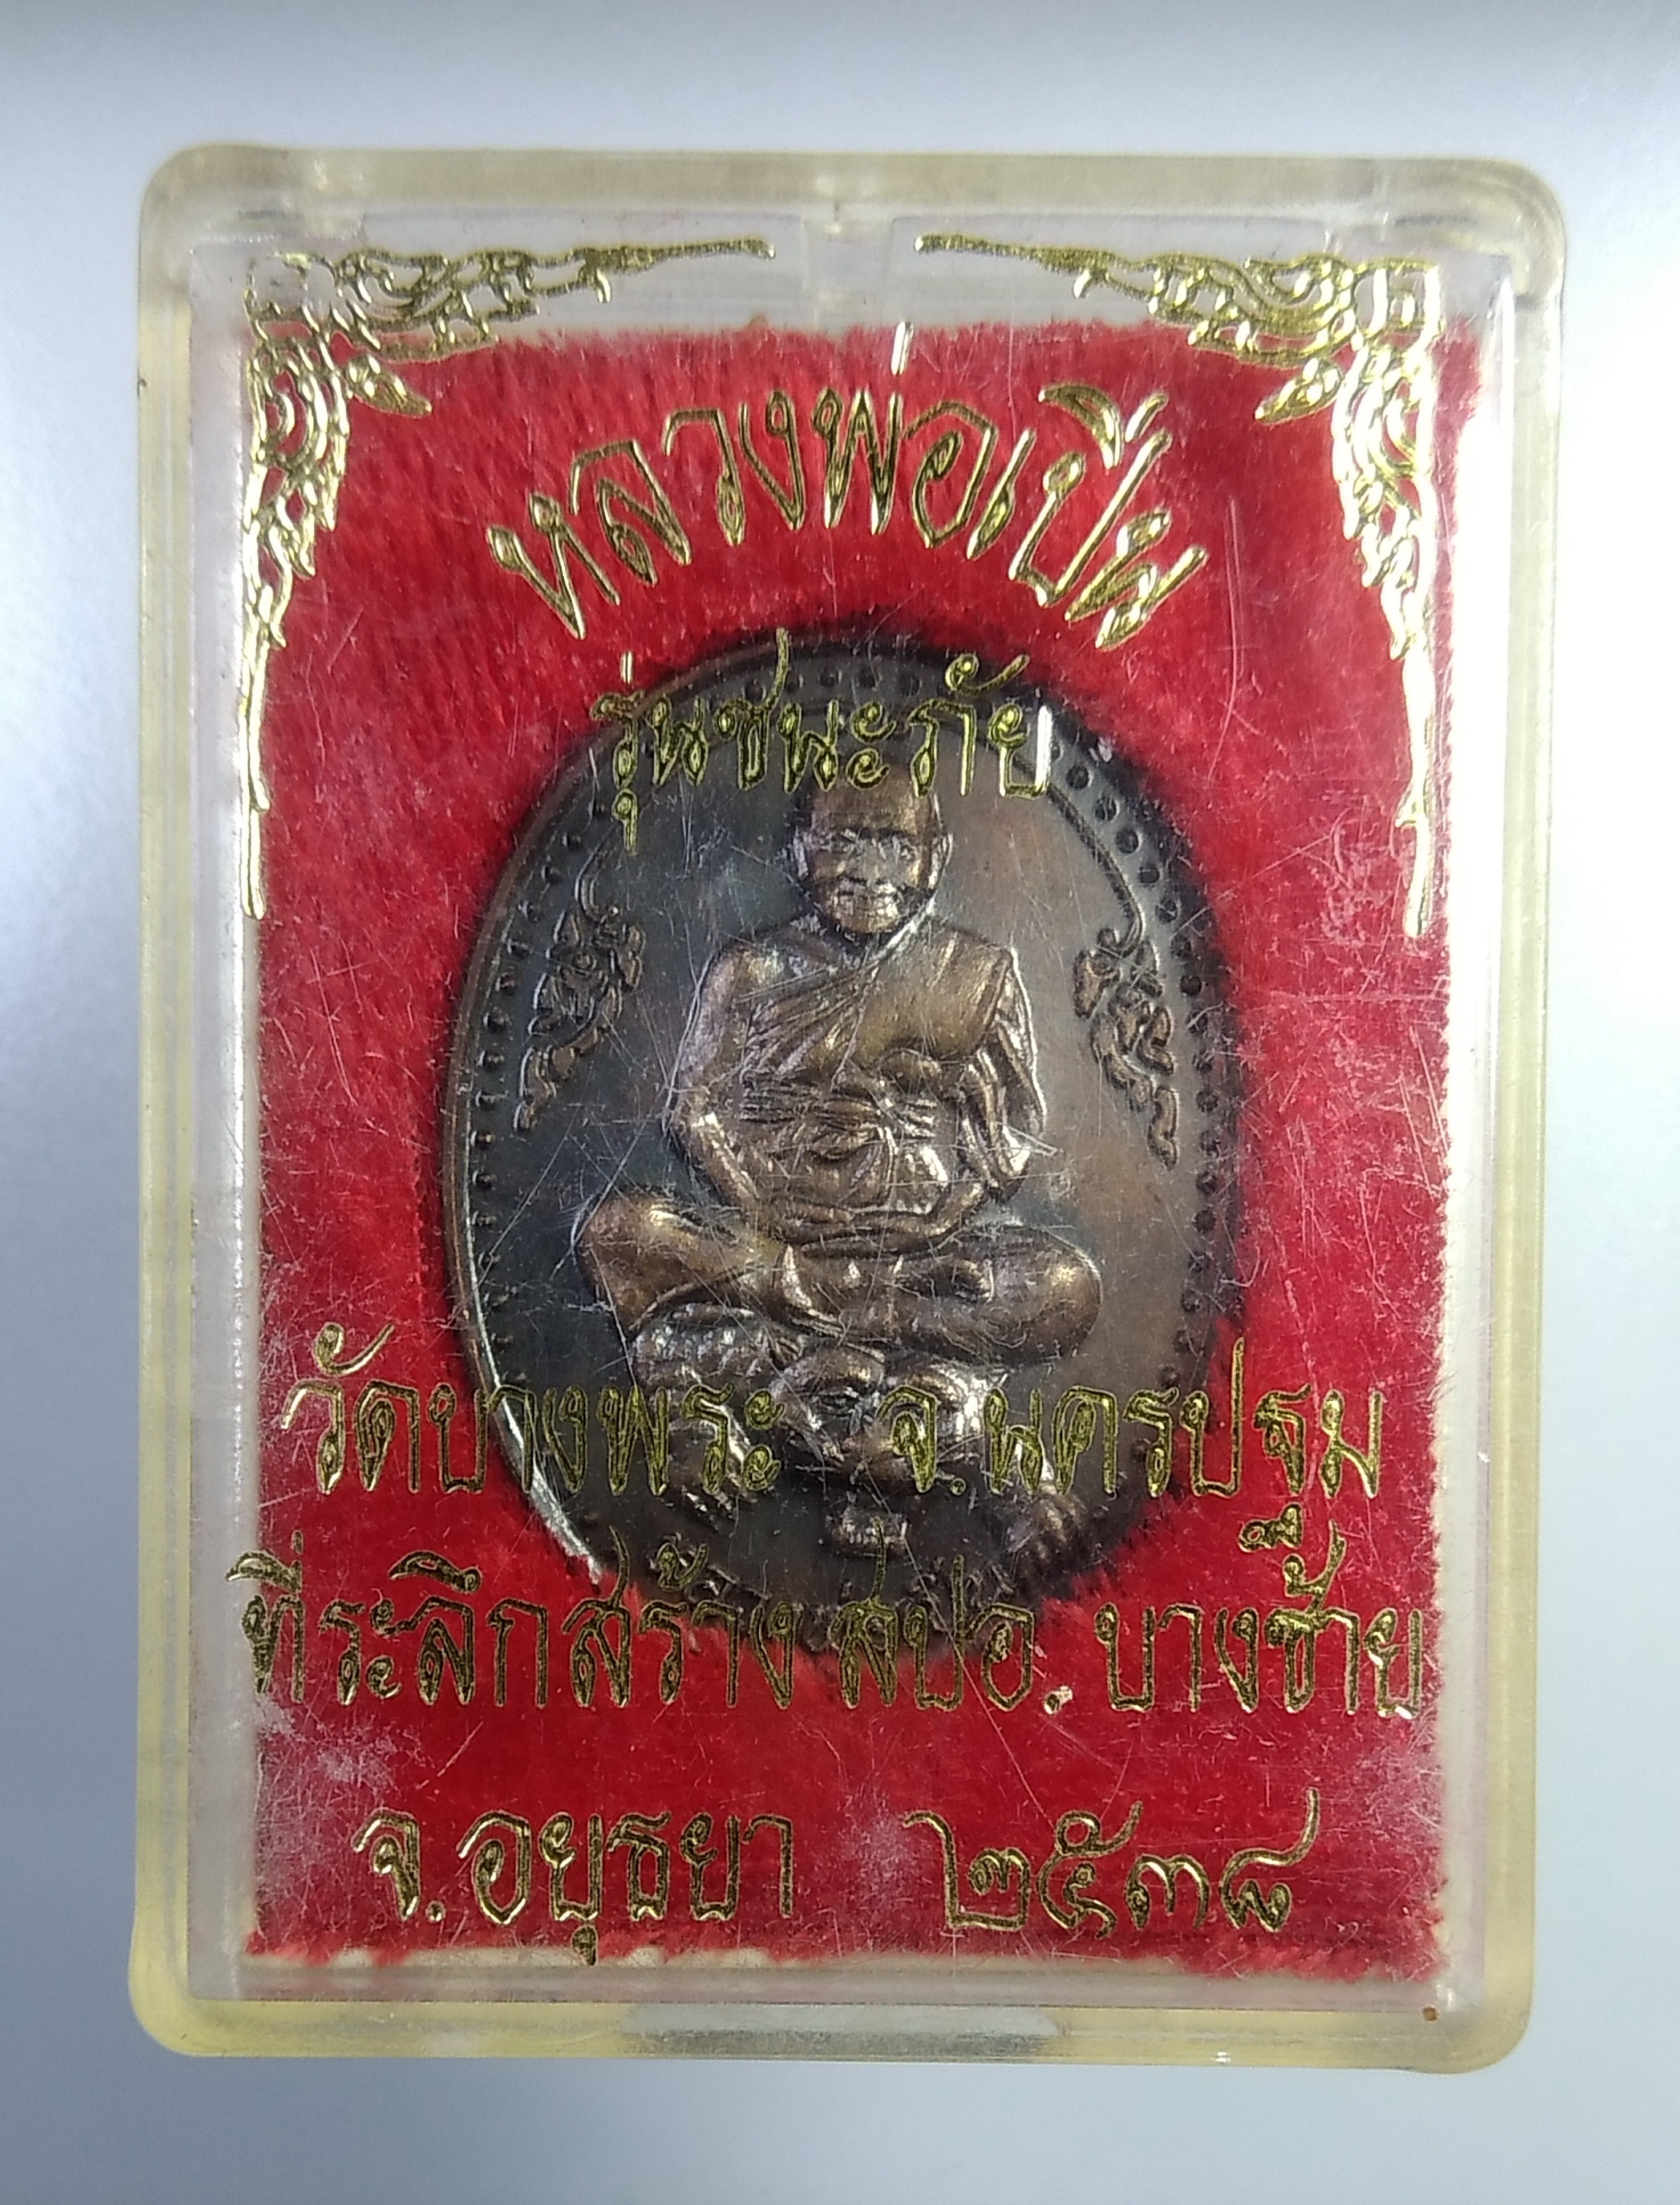 หลวงพ่อเปิ่น
รุ่นชนะภัย
วัดบางพระ จ.นครปฐม
ที่ระลึกสร้าง สปอ. บางซ้าย
จ.อยุธยา ๒๕๓๘